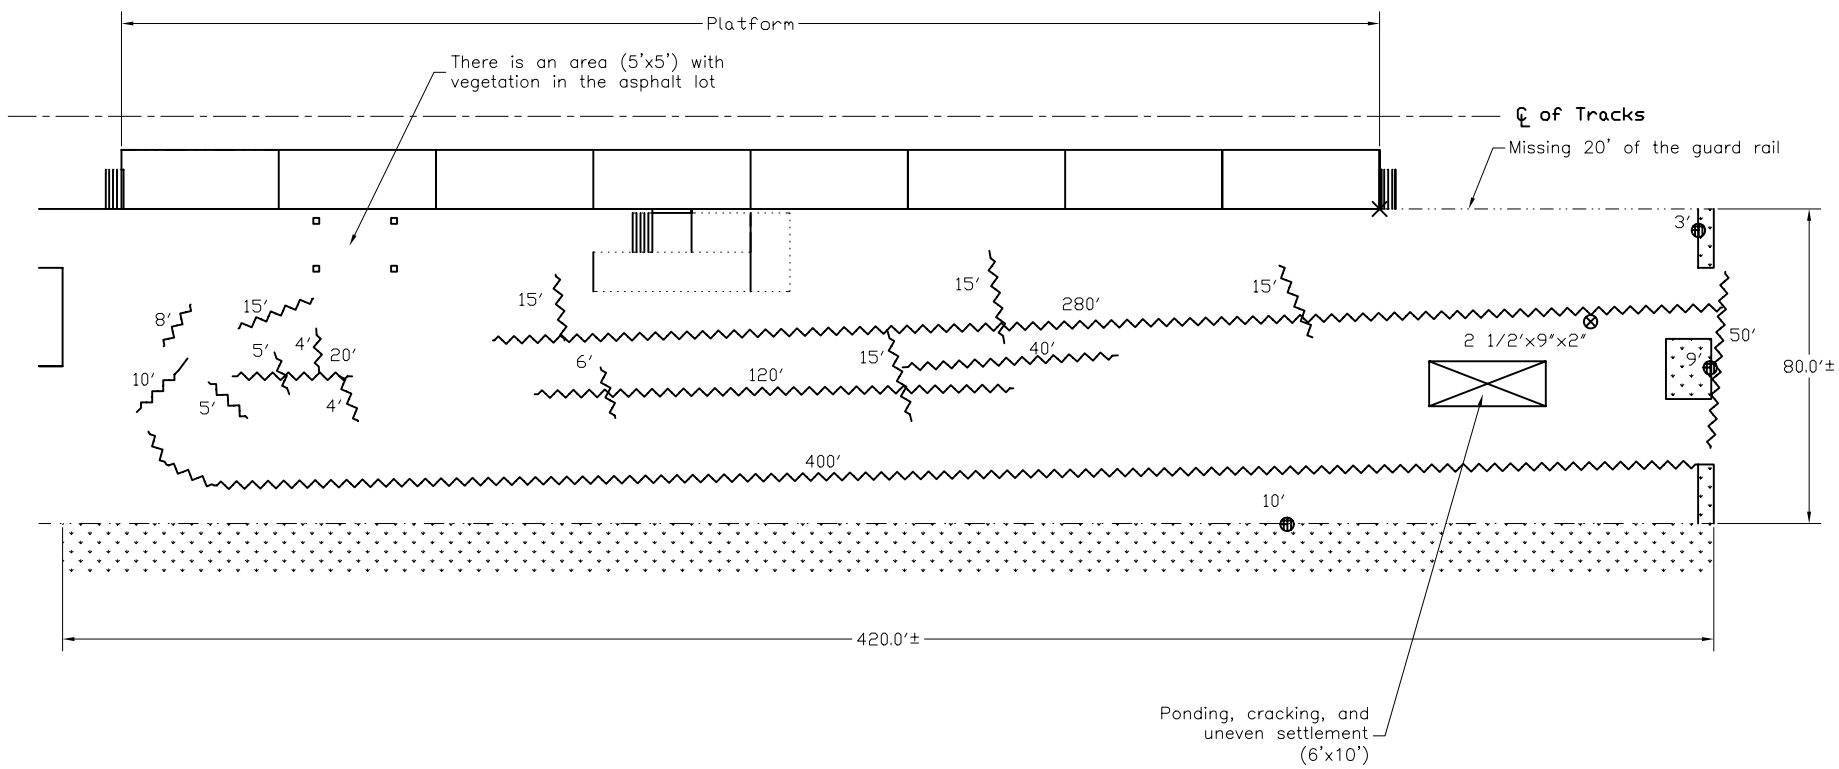 Platform
There is an area (5'x5') with
vegetation in the asphalt lot
℄ of Tracks
Missing 20' of the guard rail
3'
15'
15'
15'
8'
15'
280'
50'
2 1/2'x9"x2"
4'
5'
20'
6'
15'
40'
9'
80.0'±
10'
120'
5'
4'
400'
10'
420.0'±
Ponding, cracking, and
uneven settlement
(6'x10')